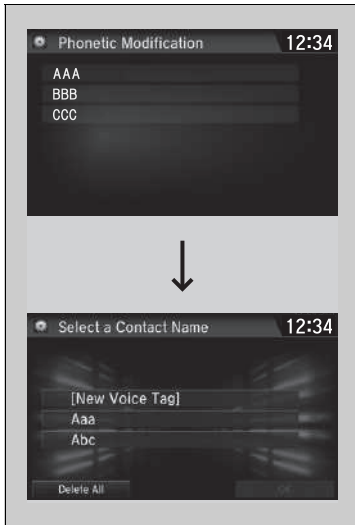 Phonetic Modification 12:34
AAA
BBB
CCC
Select a Contact Name 12:34
[New Voice Tag]
Aaa
Abc
Delete All OK